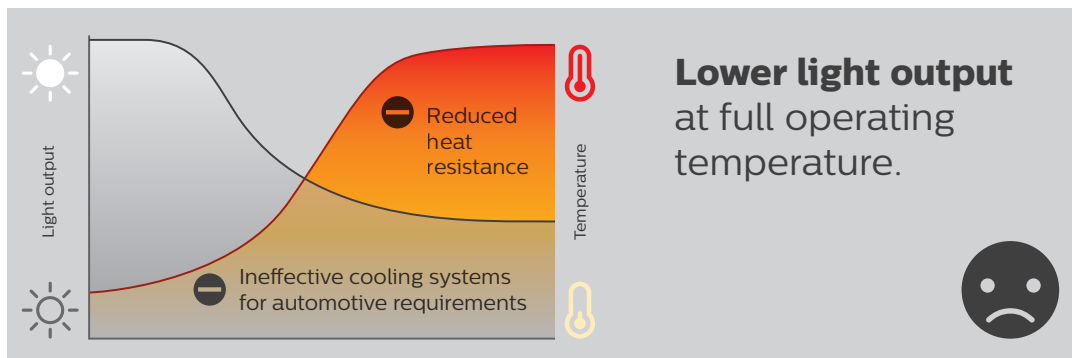 Light output
Reduced
heat
resistance
Ineffective cooling systems
for automotive requirements
Temperature
Lower light output
at full operating
temperature.